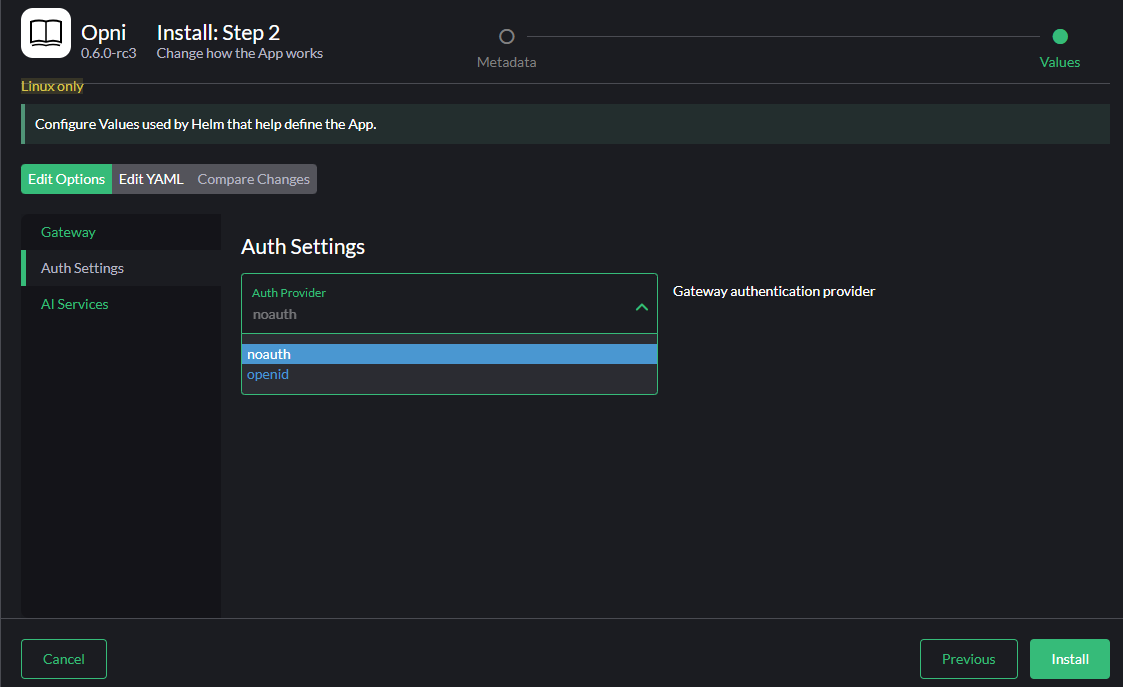 Opni
0.6.0-rc3
Install: Step 2
Change how the App works
Metadata
Values
Linux only
Configure Values used by Helm that help define the App.
Edit Options Edit YAML Compare Changes
Gateway
Auth Settings
AI Services
Auth Settings
Auth Provider
noauth
Gateway authentication provider
noauth
openid
Cancel
Previous
Install